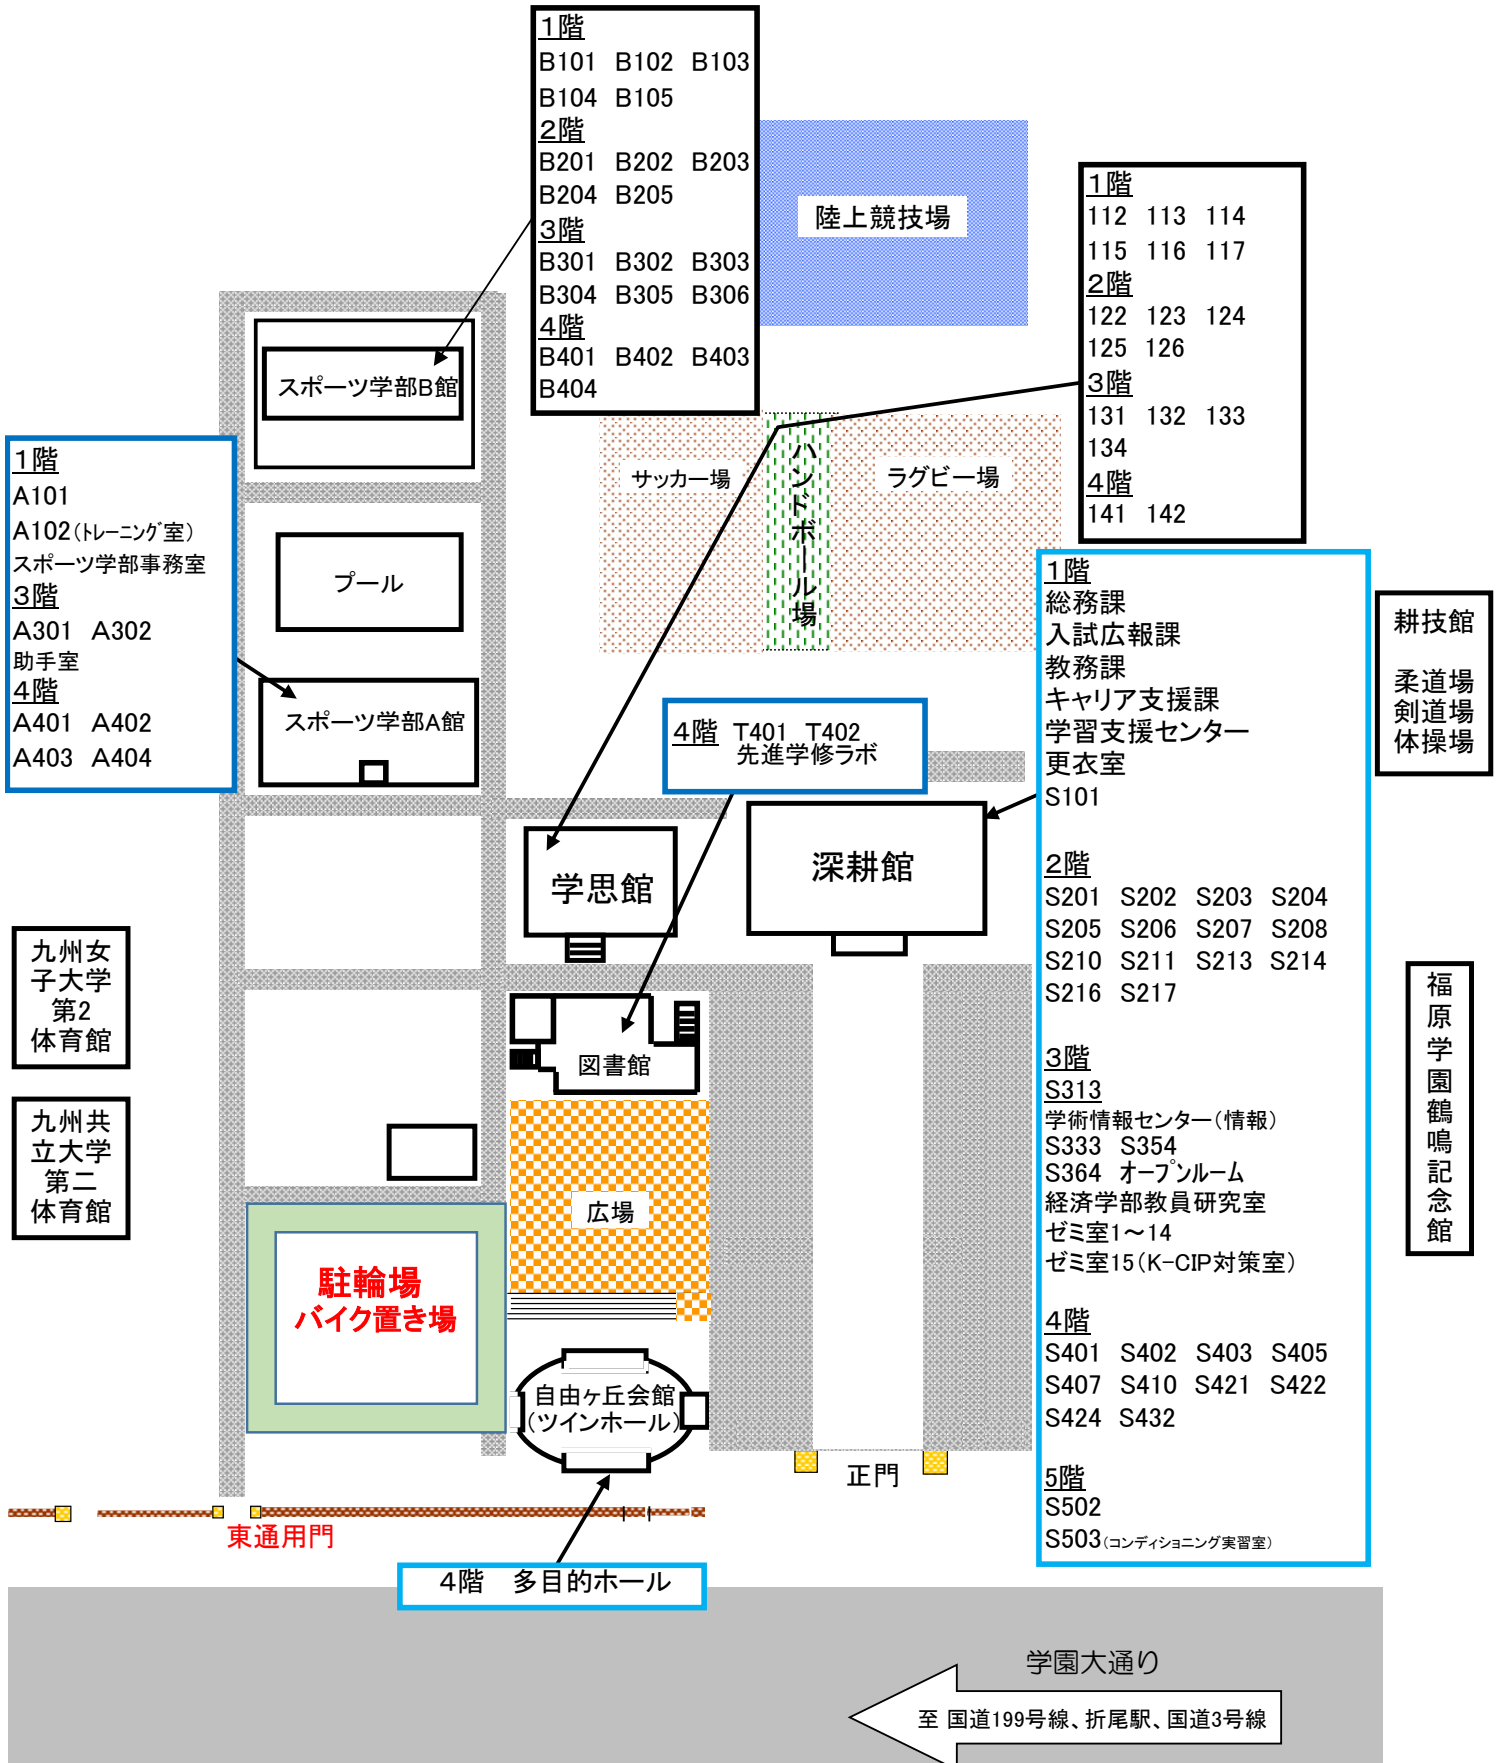 1階
B101 B102 B103
B104 B105
2階
B201 B202 B203
B204 B205
3階
B301 B302 B303
B304 B305 B306
4階
B401 B402 B403
B404
陸上競技場
1階
112 113 114
115 116 117
2階
122 123 124
125 126
3階
131 132 133
134
4階
141 142
スポーツ学部B館
1階
A101
A102(トレーニング室)
スポーツ学部事務室
3階
A301 A302
助手室
4階
A401 A402
A403 A404
サッカー場
ハンドボール場
ラグビー場
プール
スポーツ学部A館
4階 T401 T402
先進学修ラボ
1階
総務課
入試広報課
教務課
キャリア支援課
学習支援センター
更衣室
S101
2階
S201 S202 S203 S204
S205 S206 S207 S208
S210 S211 S213 S214
S216 S217
3階
S313
学術情報センター(情報)
S333 S354
S364 オープンルーム
経済学部教員研究室
ゼミ室1～14
ゼミ室15(K-CIP対策室)
4階
S401 S402 S403 S405
S407 S410 S421 S422
S424 S432
5階
S502
S503(コンディショニング実習室)
耕技館
柔道場
剣道場
体操場
学思館
深耕館
九州女
子大学
第2
体育館
福原学園鶴鳴記念館
図書館
九州共
立大学
第二
体育館
広場
駐輪場
バイク置き場
自由ヶ丘会館
(ツインホール)
正門
東通用門
4階 多目的ホール
学園大通り
至 国道199号線、折尾駅、国道3号線